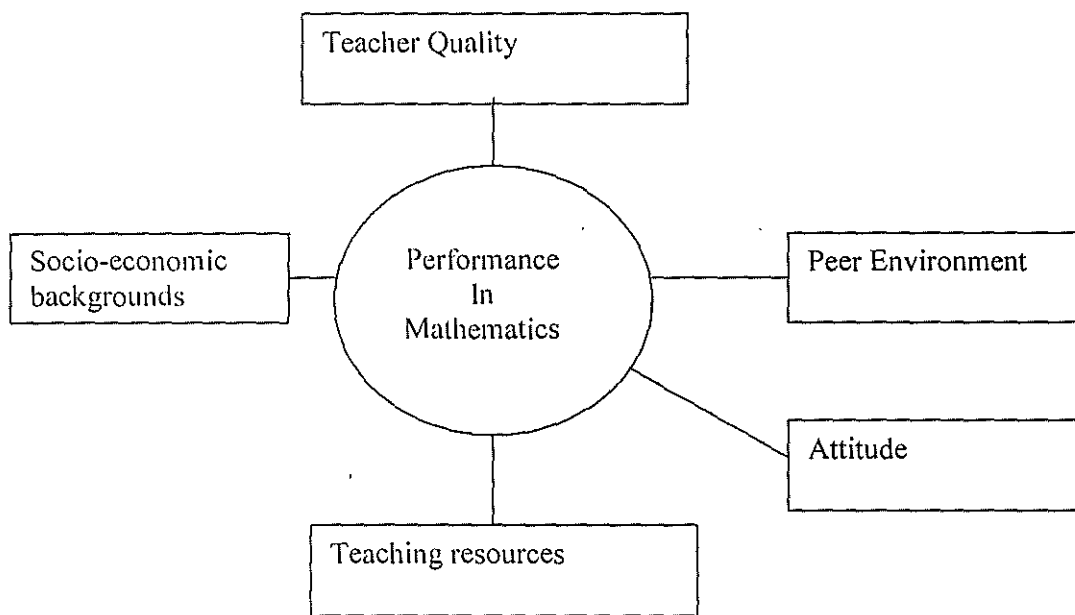 Teacher Quality
Socio-economic
backgrounds
Performance
In
Mathematics
Peer Environment
Attitude
Teaching resources